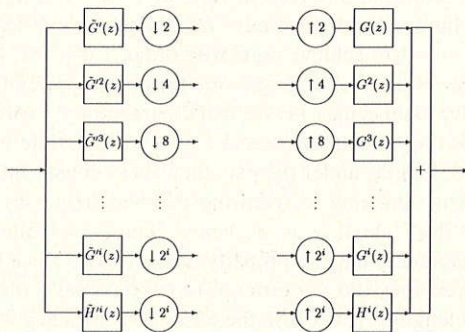 G̃′(z) ↓2 ↑2 G(z)
G̃′²(z) ↓4 ↑4 G²(z)
G̃′³(z) ↓8 ↑8 G³(z)
+
⋮ ⋮ ⋮ ⋮
G̃′ⁱ(z) ↓2ⁱ ↑2ⁱ Gⁱ(z)
H̃′ⁱ(z) ↓2ⁱ ↑2ⁱ Hⁱ(z)